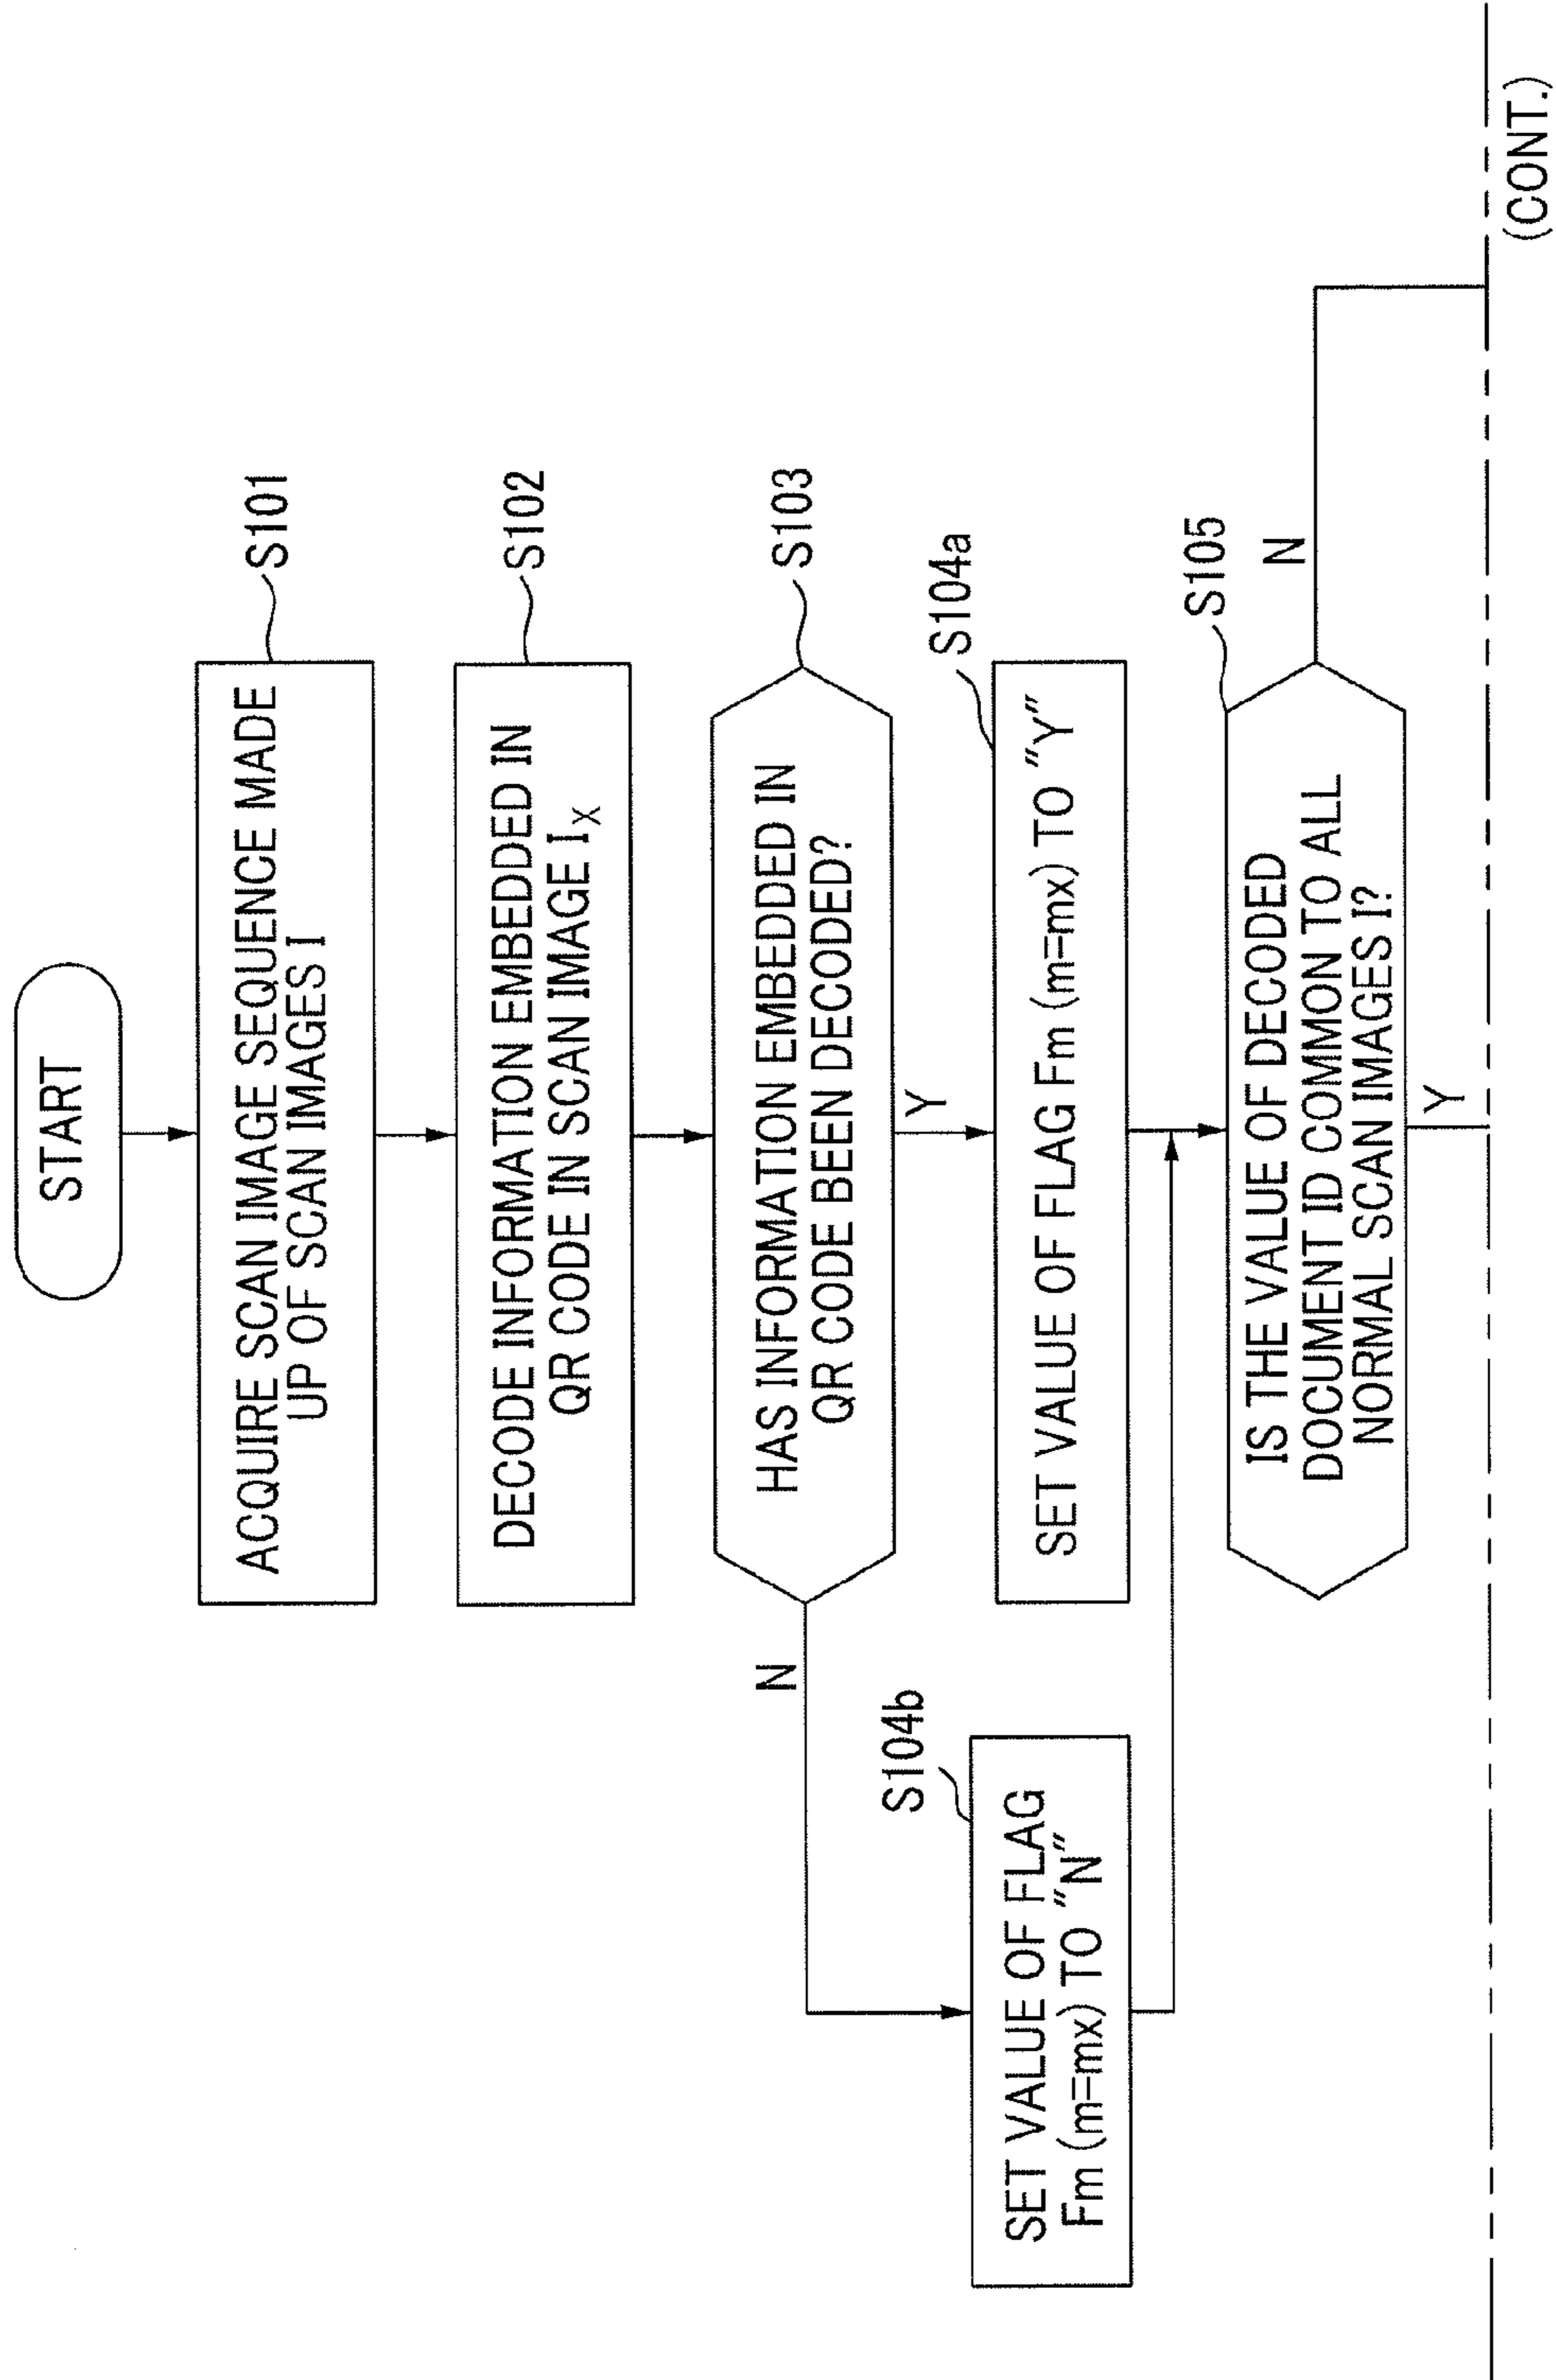 START
ACQUIRE SCAN IMAGE SEQUENCE MADE
UP OF SCAN IMAGES I
S101
DECODE INFORMATION EMBEDDED IN
QR CODE IN SCAN IMAGE IX
S102
HAS INFORMATION EMBEDDED IN
QR CODE BEEN DECODED?
S103
N
Y
S104b
SET VALUE OF FLAG
Fm (m=mx) TO "N"
S104a
SET VALUE OF FLAG Fm (m=mx) TO "Y"
S105
IS THE VALUE OF DECODED
DOCUMENT ID COMMON TO ALL
NORMAL SCAN IMAGES I?
N
Y
(CONT.)